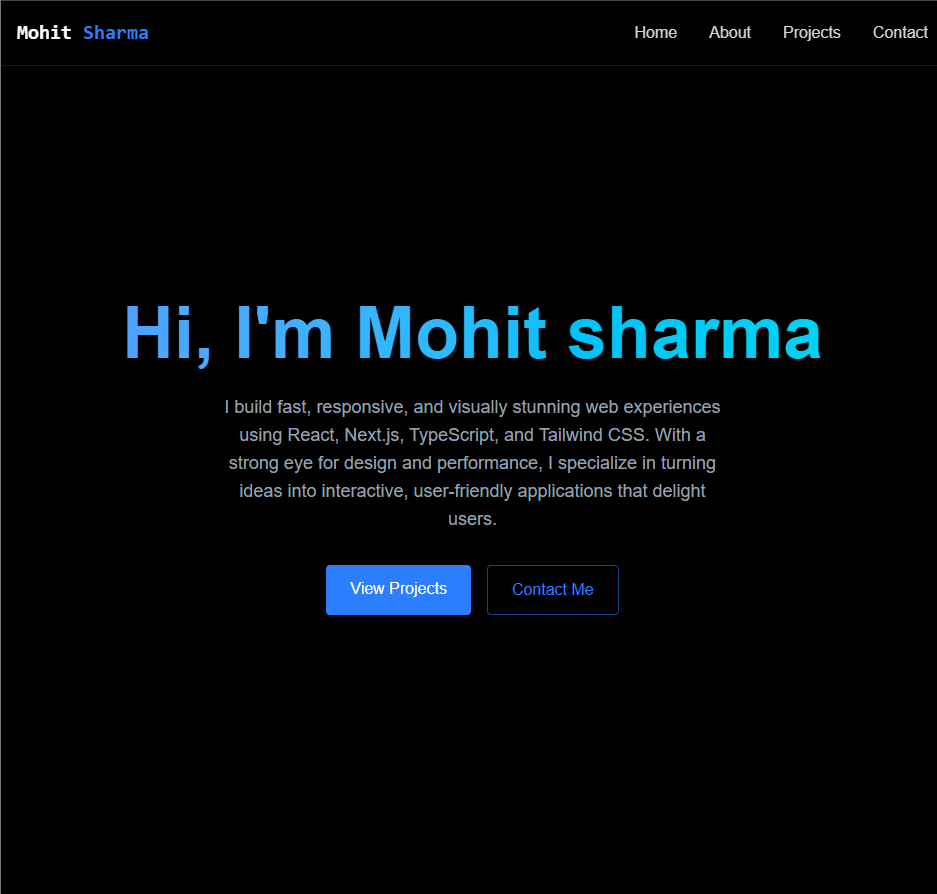 Mohit Sharma
Home About Projects Contact
Hi, I'm Mohit sharma
I build fast, responsive, and visually stunning web experiences
using React, Next.js, TypeScript, and Tailwind CSS. With a
strong eye for design and performance, I specialize in turning
ideas into interactive, user-friendly applications that delight
users.
View Projects Contact Me